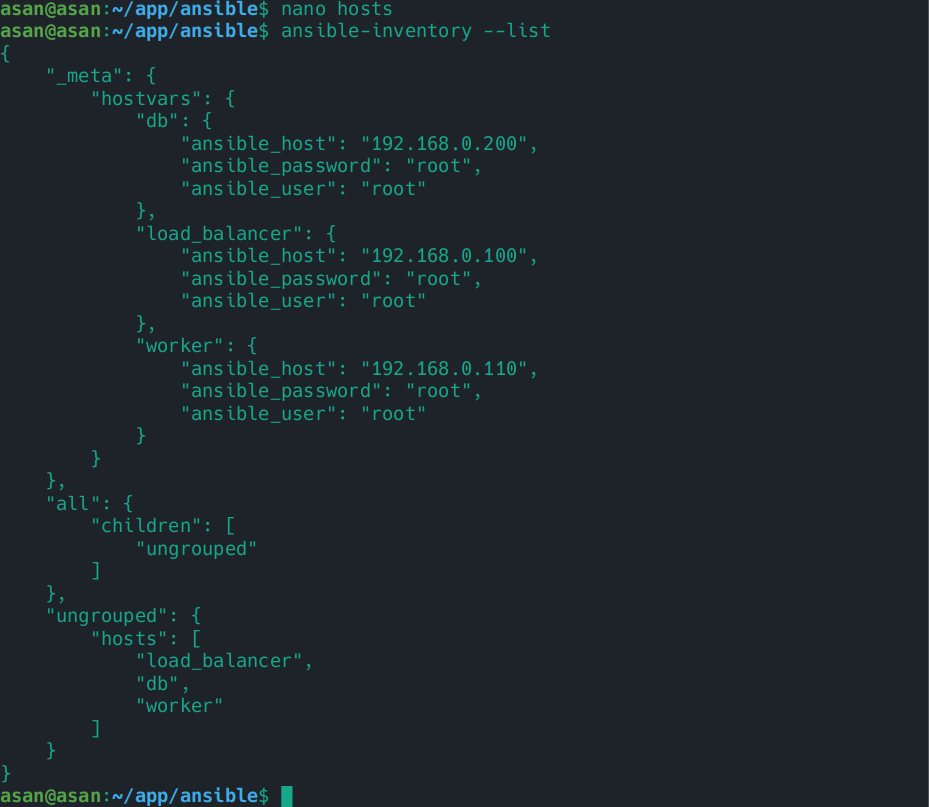 asan@asan:~/app/ansible$ nano hosts
asan@asan:~/app/ansible$ ansible-inventory --list
{
    "_meta": {
        "hostvars": {
            "db": {
                "ansible_host": "192.168.0.200",
                "ansible_password": "root",
                "ansible_user": "root"
            },
            "load_balancer": {
                "ansible_host": "192.168.0.100",
                "ansible_password": "root",
                "ansible_user": "root"
            },
            "worker": {
                "ansible_host": "192.168.0.110",
                "ansible_password": "root",
                "ansible_user": "root"
            }
        }
    },
    "all": {
        "children": [
            "ungrouped"
        ]
    },
    "ungrouped": {
        "hosts": [
            "load_balancer",
            "db",
            "worker"
        ]
    }
}
asan@asan:~/app/ansible$